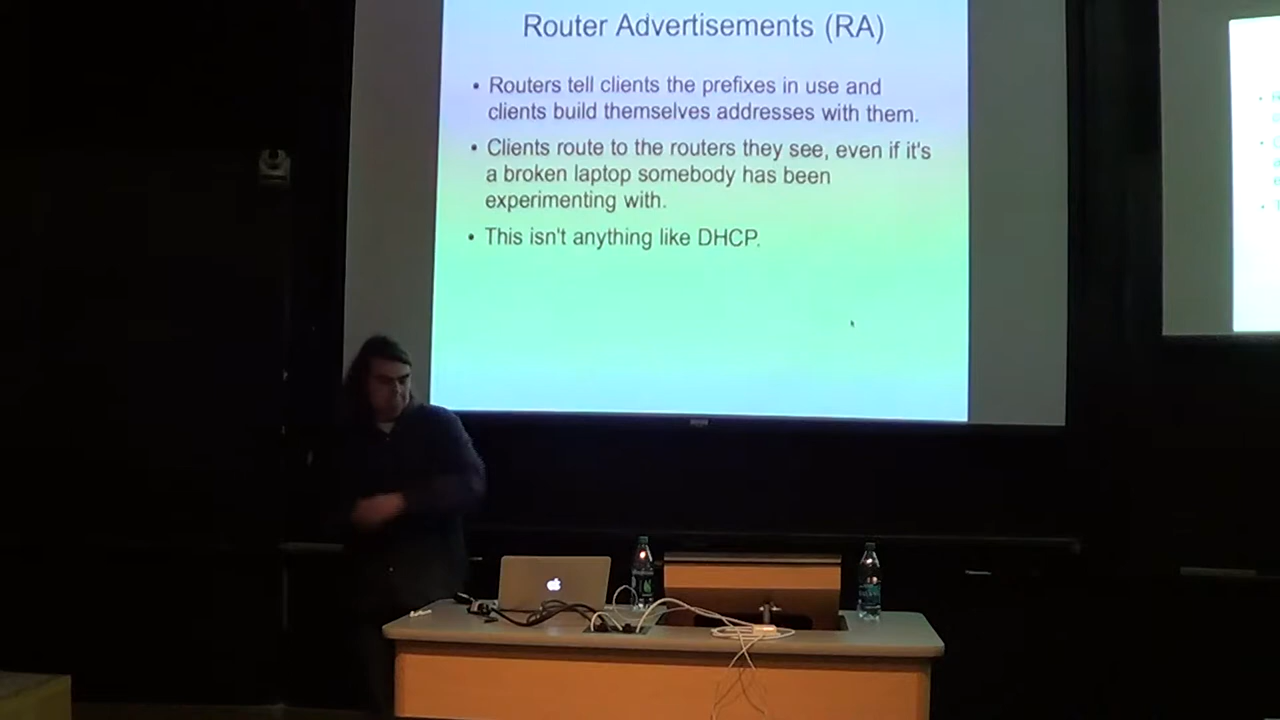 Router Advertisements (RA)
• Routers tell clients the prefixes in use and
clients build themselves addresses with them.
• Clients route to the routers they see, even if it's
a broken laptop somebody has been
experimenting with.
• This isn't anything like DHCP.